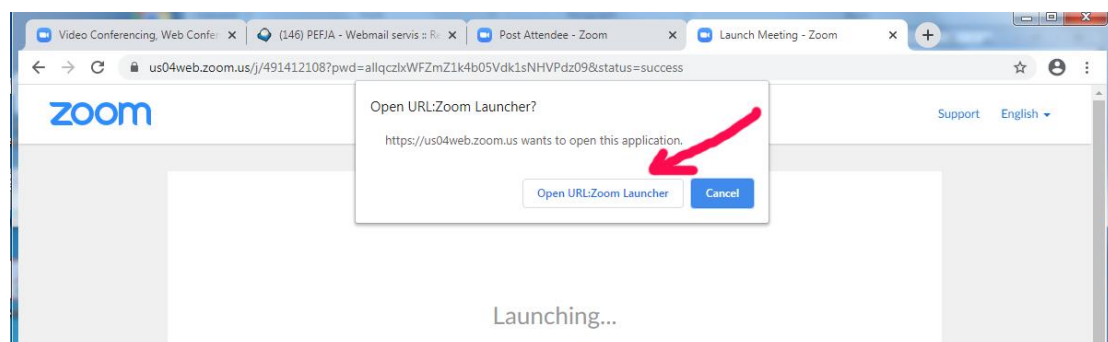 Video Conferencing, Web Confer
(146) PEFJA - Webmail servis :: Re
Post Attendee - Zoom
Launch Meeting - Zoom
us04web.zoom.us/j/491412108?pwd=allqczlxWFZmZ1k4b05Vdk1sNHVPdz09&status=success
zoom
Support
English
Open URL:Zoom Launcher?
https://us04web.zoom.us wants to open this application.
Open URL:Zoom Launcher
Cancel
Launching...